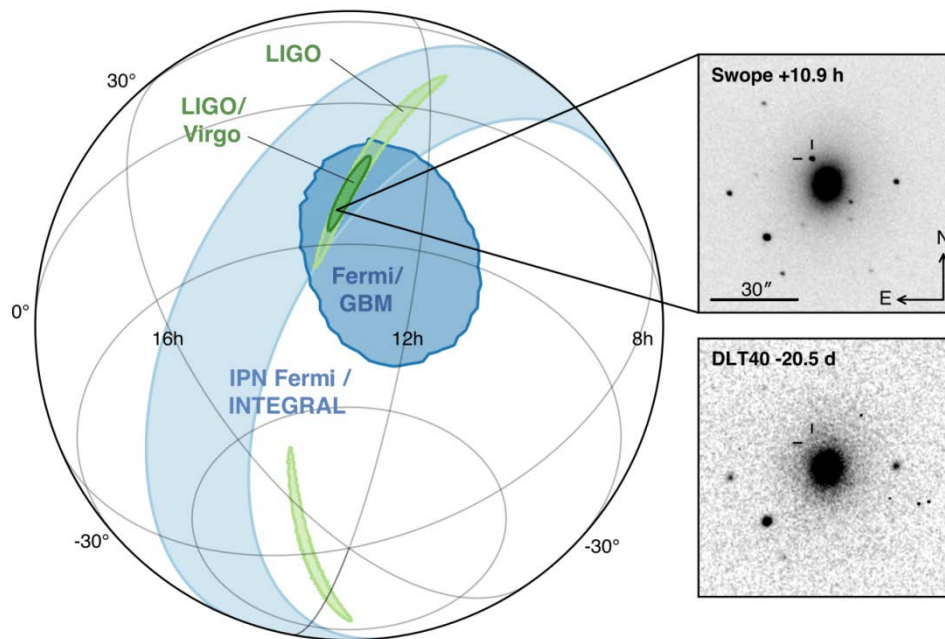 LIGO
30°
LIGO/
Virgo
Fermi/
GBM
0°
16h
12h
8h
IPN Fermi /
INTEGRAL
-30°
-30°
Swope +10.9 h
N
30"
E
DLT40 -20.5 d